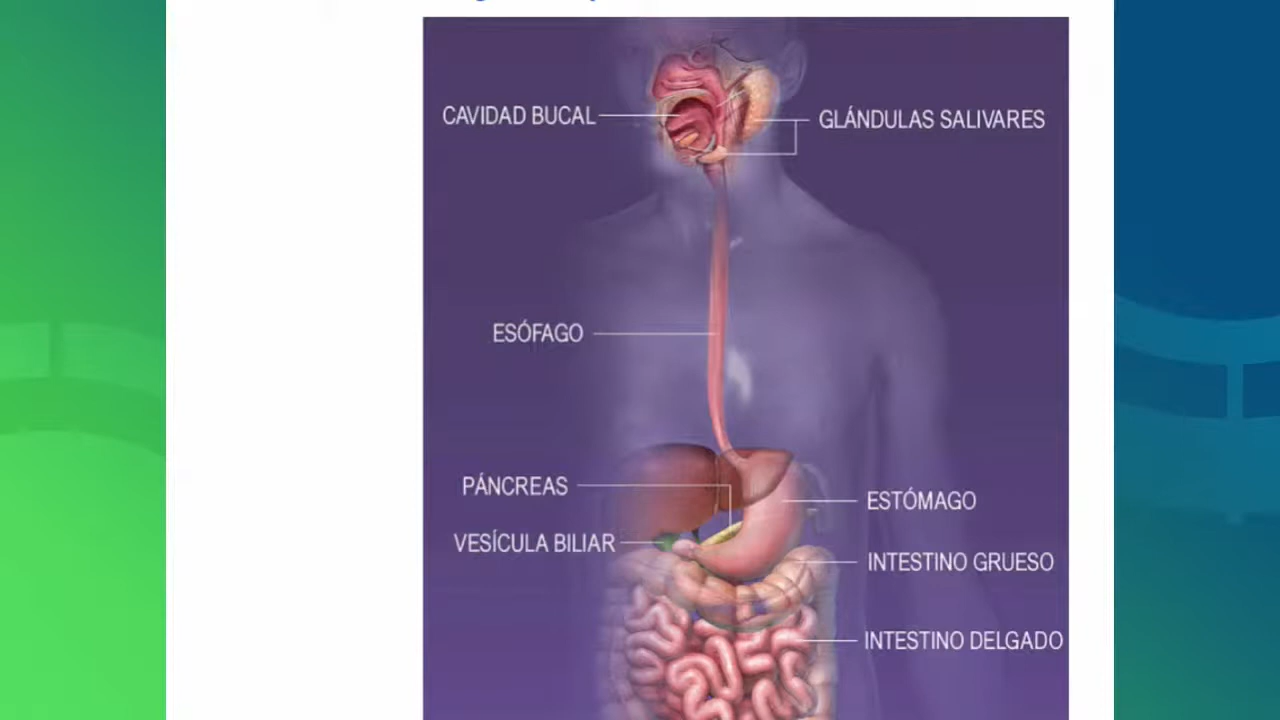 CAVIDAD BUCAL
GLÁNDULAS SALIVARES
ESÓFAGO
PÁNCREAS
ESTÓMAGO
VESÍCULA BILIAR
INTESTINO GRUESO
INTESTINO DELGADO